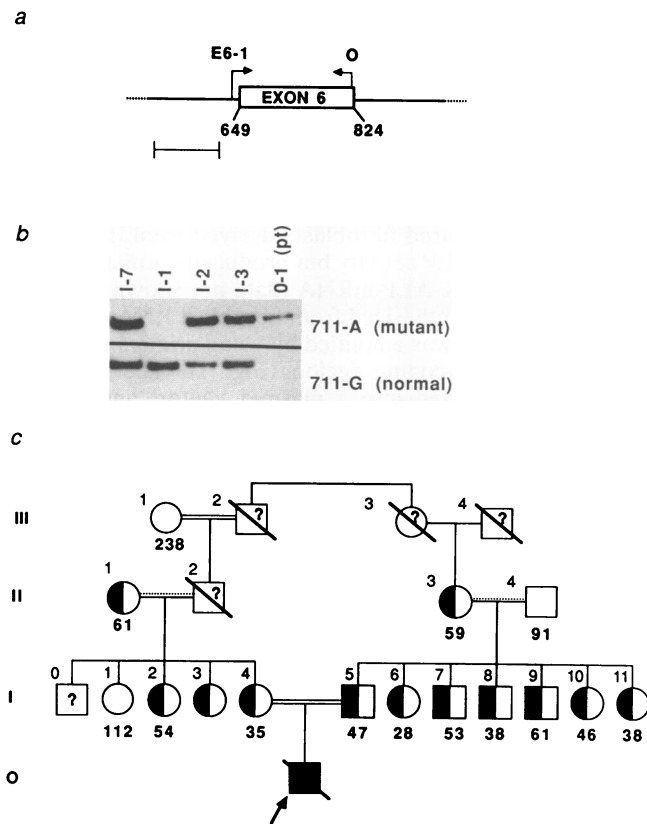 a
E6-1 O
EXON 6
649 824
b
I-7 I-1 I-2 I-3 0-1 (pt)
711-A (mutant)
711-G (normal)
c
III 1 2 ? 3 ? 4 ?
238
II 1 2 ? 3 4
61 59 91
I 0 ? 1 2 3 4 5 6 7 8 9 10 11
112 54 35 47 28 53 38 61 46 38
O